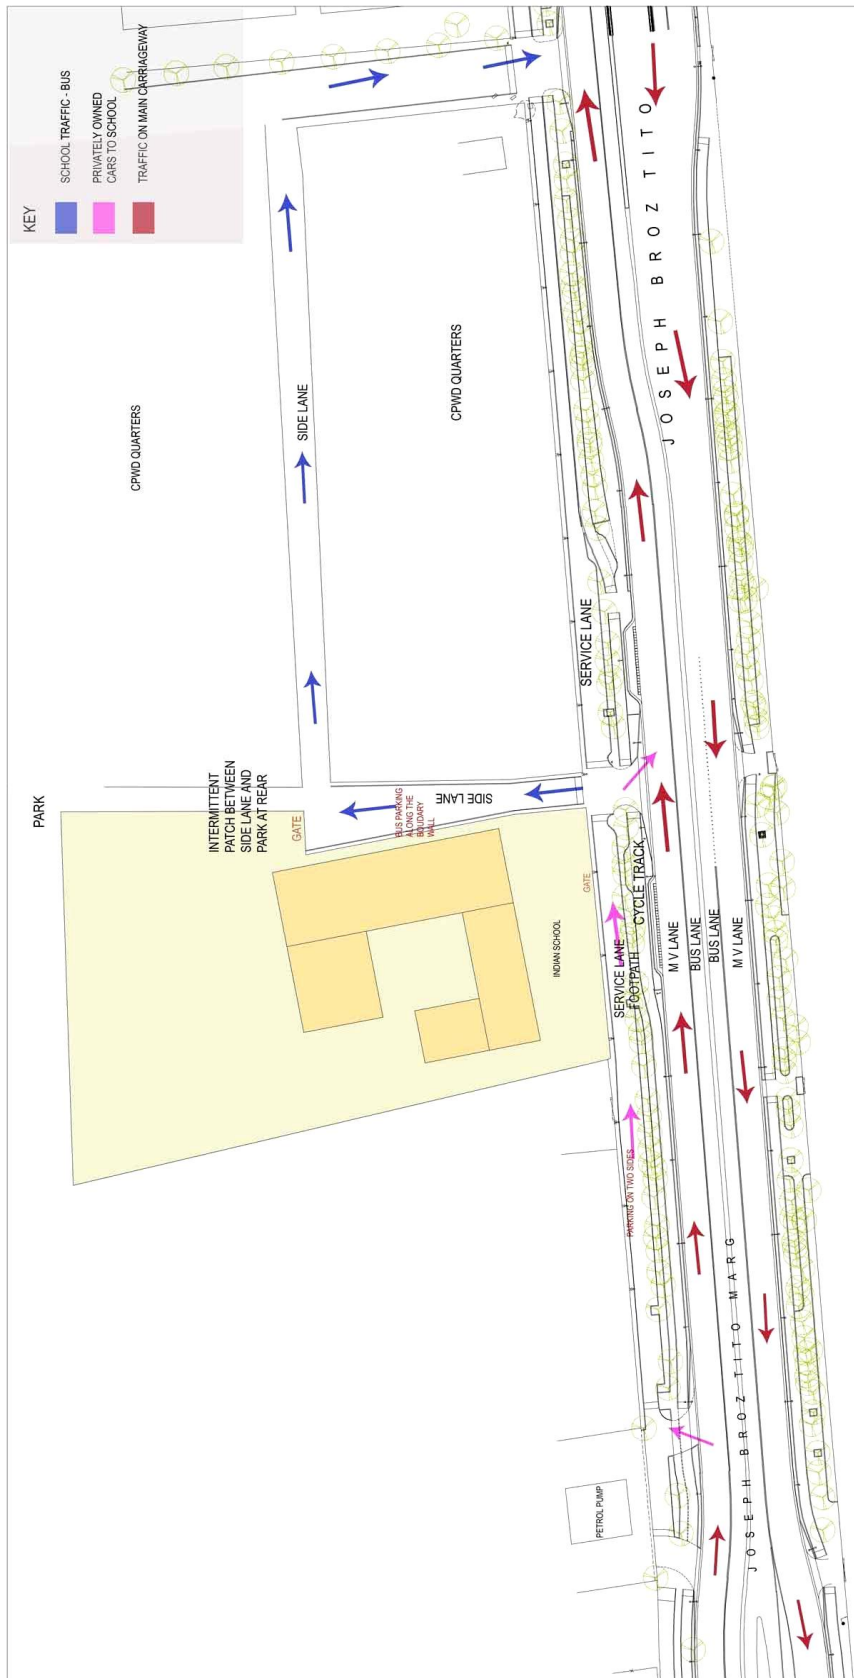 KEY
SCHOOL TRAFFIC - BUS
PRIVATELY OWNED
CARS TO SCHOOL
TRAFFIC ON MAIN CARRIAGEWAY
CPWD QUARTERS
SIDE LANE
CPWD QUARTERS
JOSEPH BROZ TITO
SERVICE LANE
PARK
INTERMITTENT
PATCH BETWEEN
SIDE LANE AND
PARK AT REAR
GATE
BUS PARKING
ALONG THE
BOUDARY
WALL
SIDE LANE
GATE
INDIAN SCHOOL
SERVICE LANE
FOOTPATH
CYCLE TRACK
M V LANE
BUS LANE
BUS LANE
M V LANE
PARKING ON TWO SIDES
JOSEPH BROZ TITO MARG
PETROL PUMP